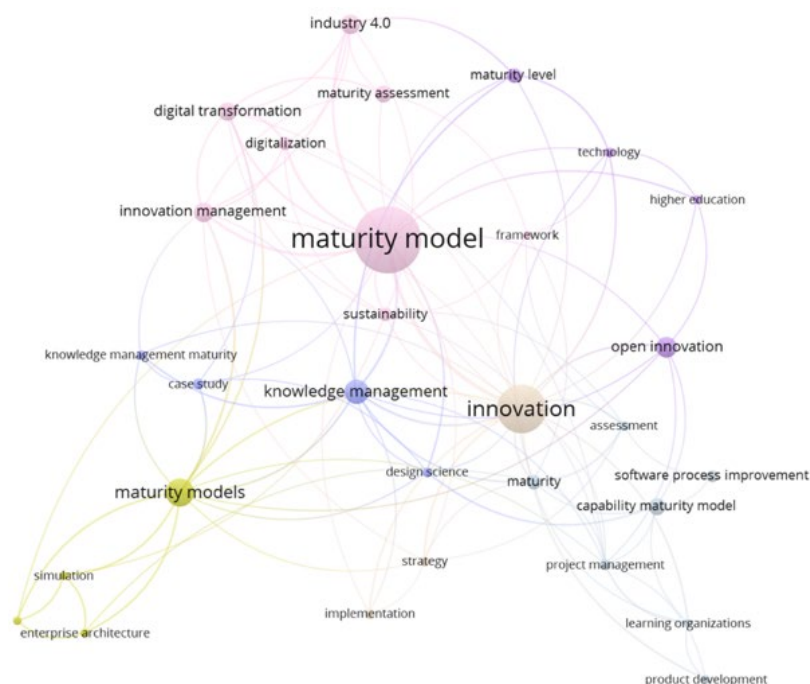 industry 4.0
maturity level
maturity assessment
digital transformation
digitalization
technology
higher education
innovation management
maturity model
framework
sustainability
open innovation
knowledge management maturity
case study
knowledge management
innovation
assessment
design science
maturity
software process improvement
maturity models
capability maturity model
strategy
project management
simulation
implementation
learning organizations
enterprise architecture
product development